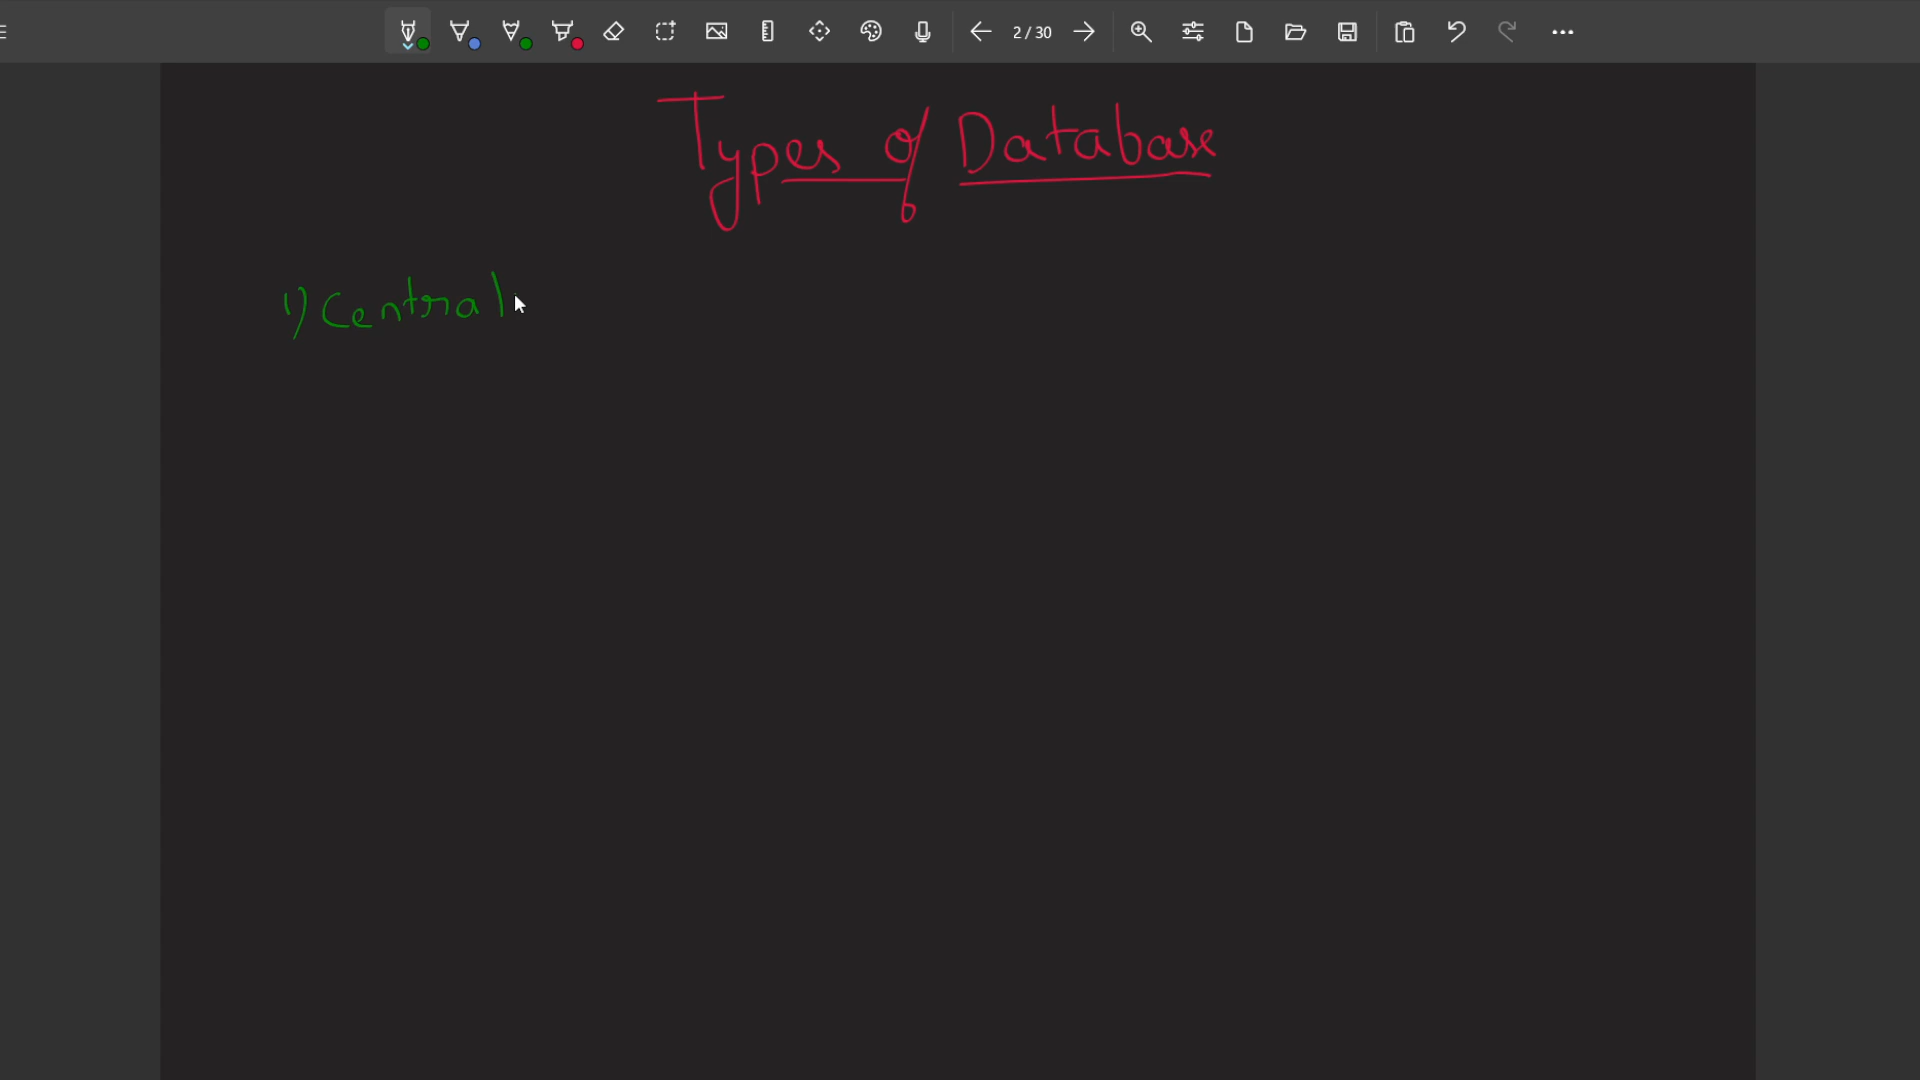 2 / 30
Types of Database
1) Central